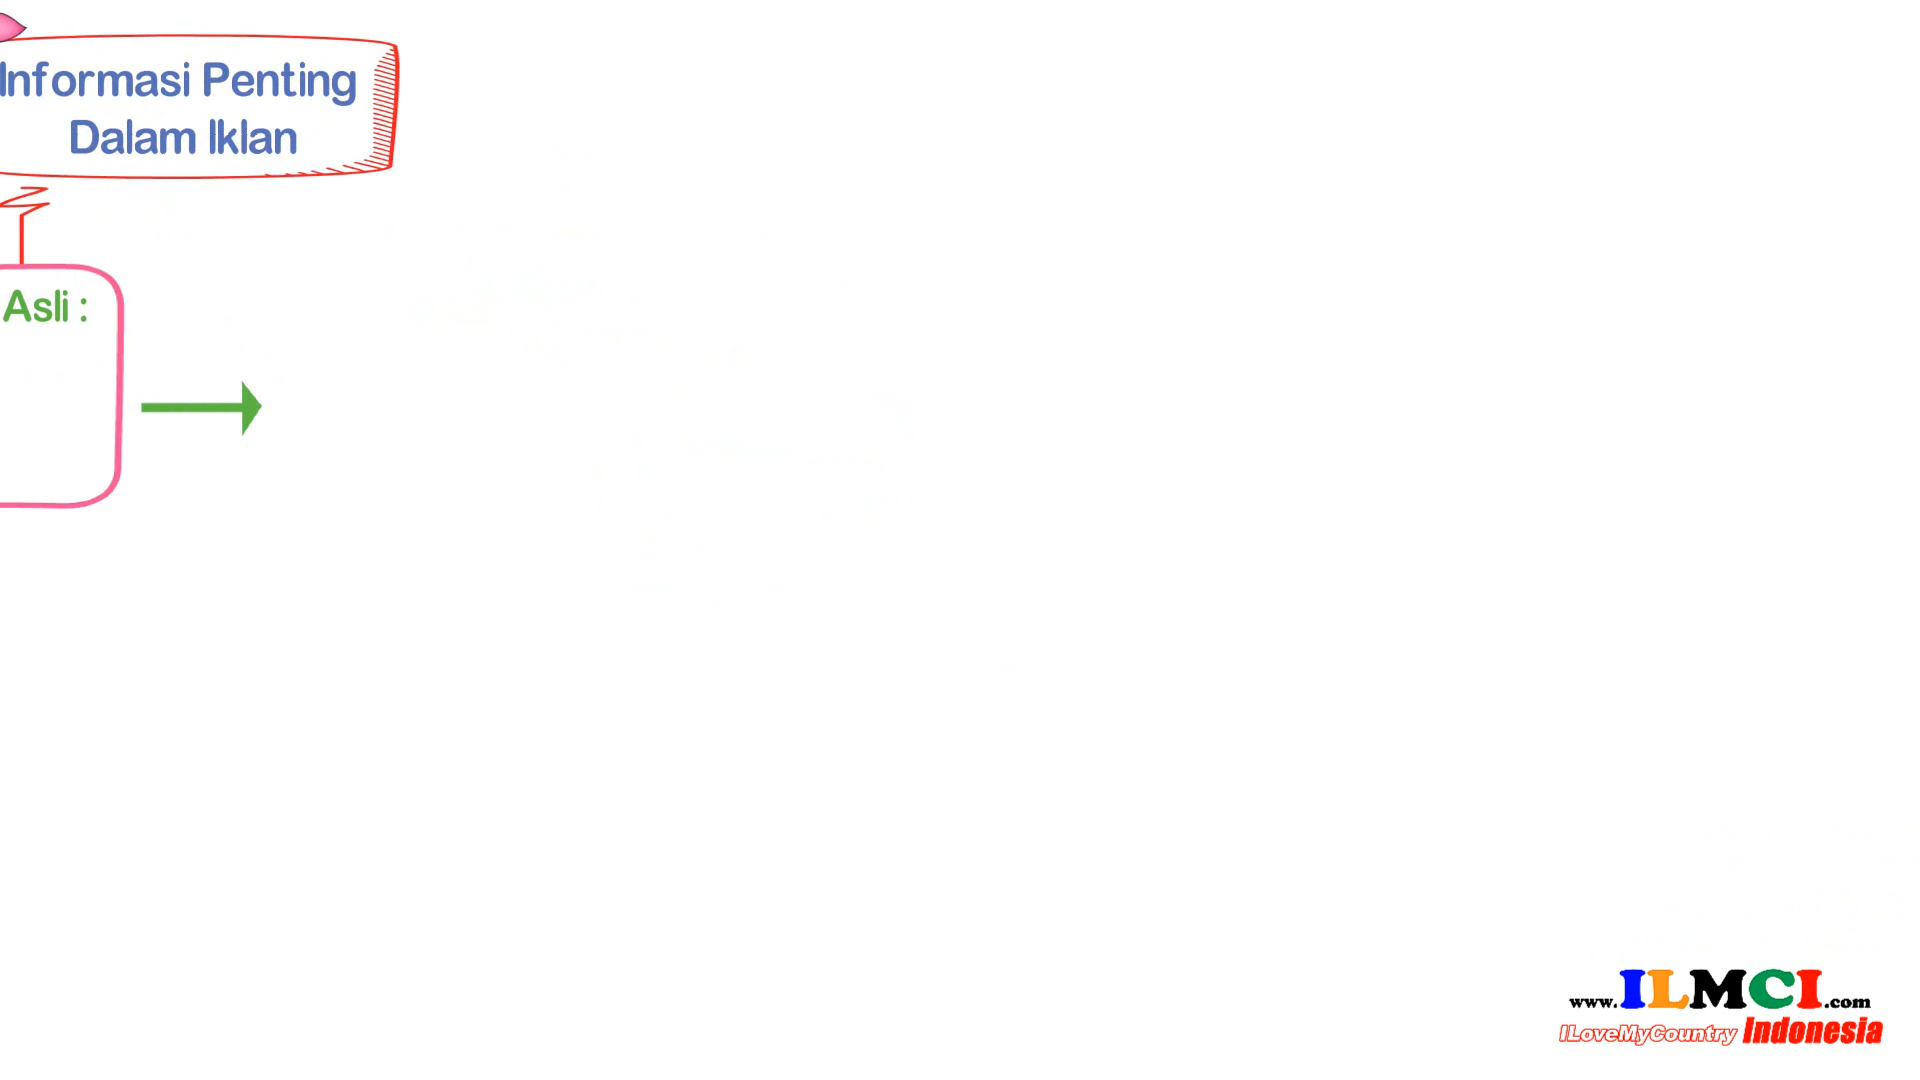 Informasi Penting
Dalam Iklan
Asli :
www.ILMCI.com
ILoveMyCountry Indonesia